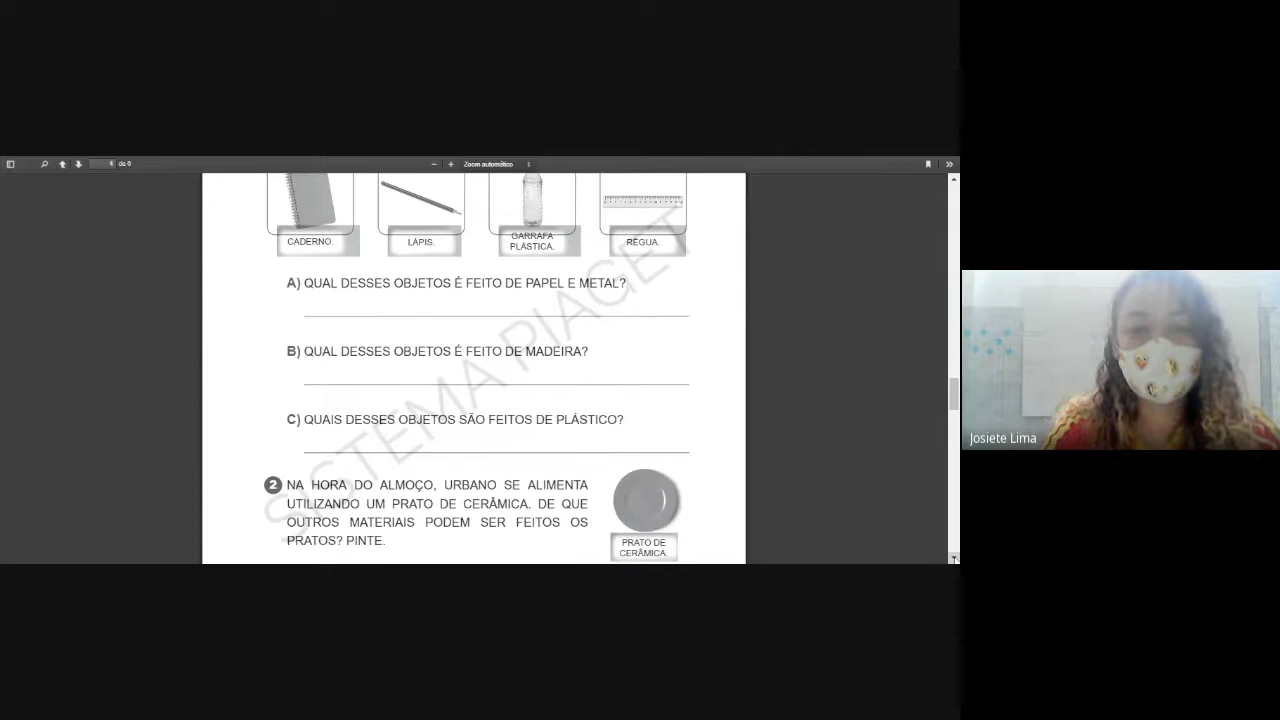 4 de 6
Zoom automático
CADERNO.
LÁPIS.
GARRAFA
PLÁSTICA.
RÉGUA.
A) QUAL DESSES OBJETOS É FEITO DE PAPEL E METAL?
B) QUAL DESSES OBJETOS É FEITO DE MADEIRA?
C) QUAIS DESSES OBJETOS SÃO FEITOS DE PLÁSTICO?
2 NA HORA DO ALMOÇO, URBANO SE ALIMENTA
UTILIZANDO UM PRATO DE CERÂMICA. DE QUE
OUTROS MATERIAIS PODEM SER FEITOS OS
PRATOS? PINTE.
PRATO DE
CERÂMICA.
SISTEMA PIAGET
Josiete Lima